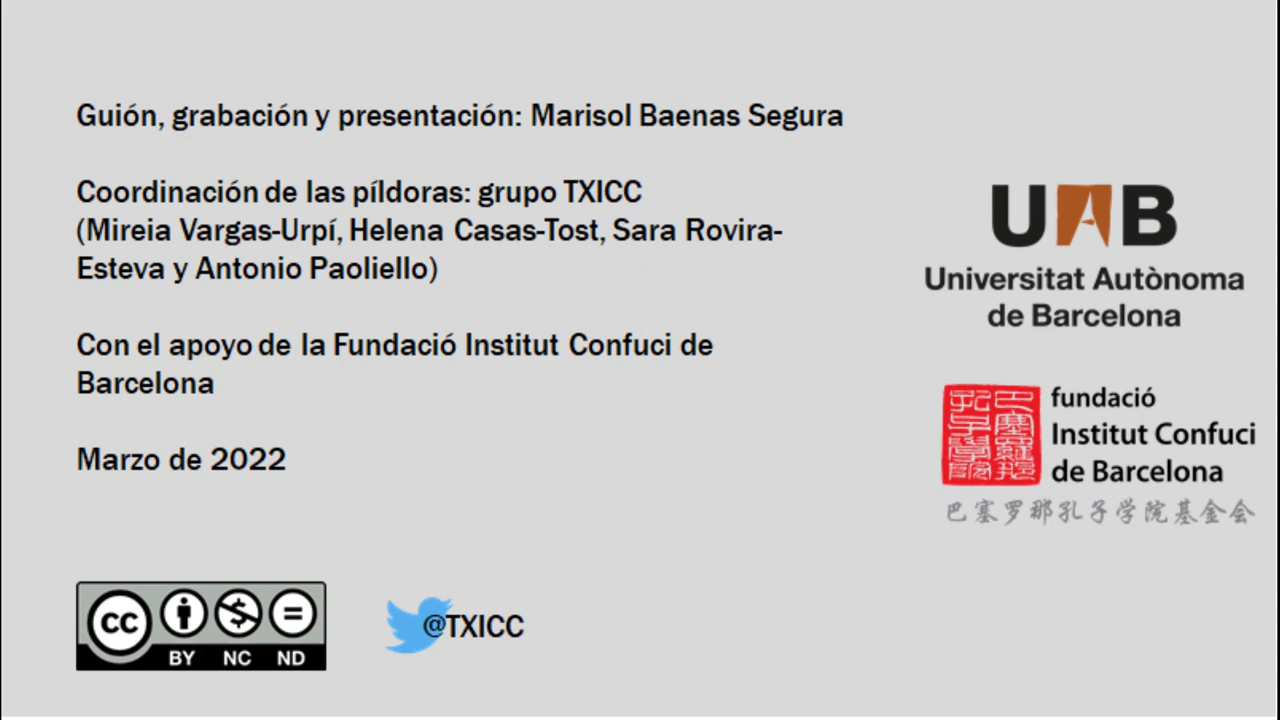 Guión, grabación y presentación: Marisol Baenas Segura
Coordinación de las píldoras: grupo TXICC
(Mireia Vargas-Urpí, Helena Casas-Tost, Sara Rovira-
Esteva y Antonio Paoliello)
Con el apoyo de la Fundació Institut Confuci de
Barcelona
Marzo de 2022
UAB
Universitat Autònoma
de Barcelona
fundació
Institut Confuci
de Barcelona
巴塞罗那孔子学院基金会
CC
BY NC ND
@TXICC